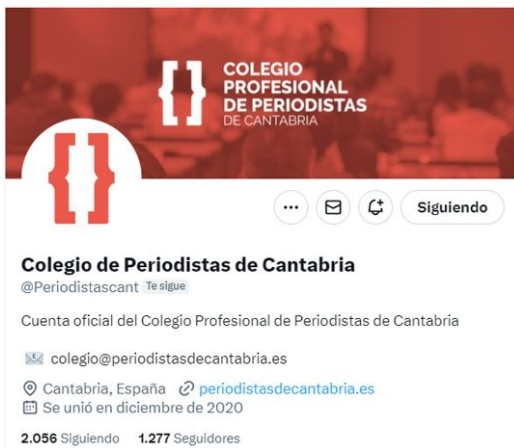 COLEGIO
PROFESIONAL
DE PERIODISTAS
DE CANTABRIA
Siguiendo
Colegio de Periodistas de Cantabria
@Periodistascant Te sigue
Cuenta oficial del Colegio Profesional de Periodistas de Cantabria
colegio@periodistasdecantabria.es
Cantabria, España periodistasdecantabria.es
Se unió en diciembre de 2020
2.056 Siguiendo 1.277 Seguidores